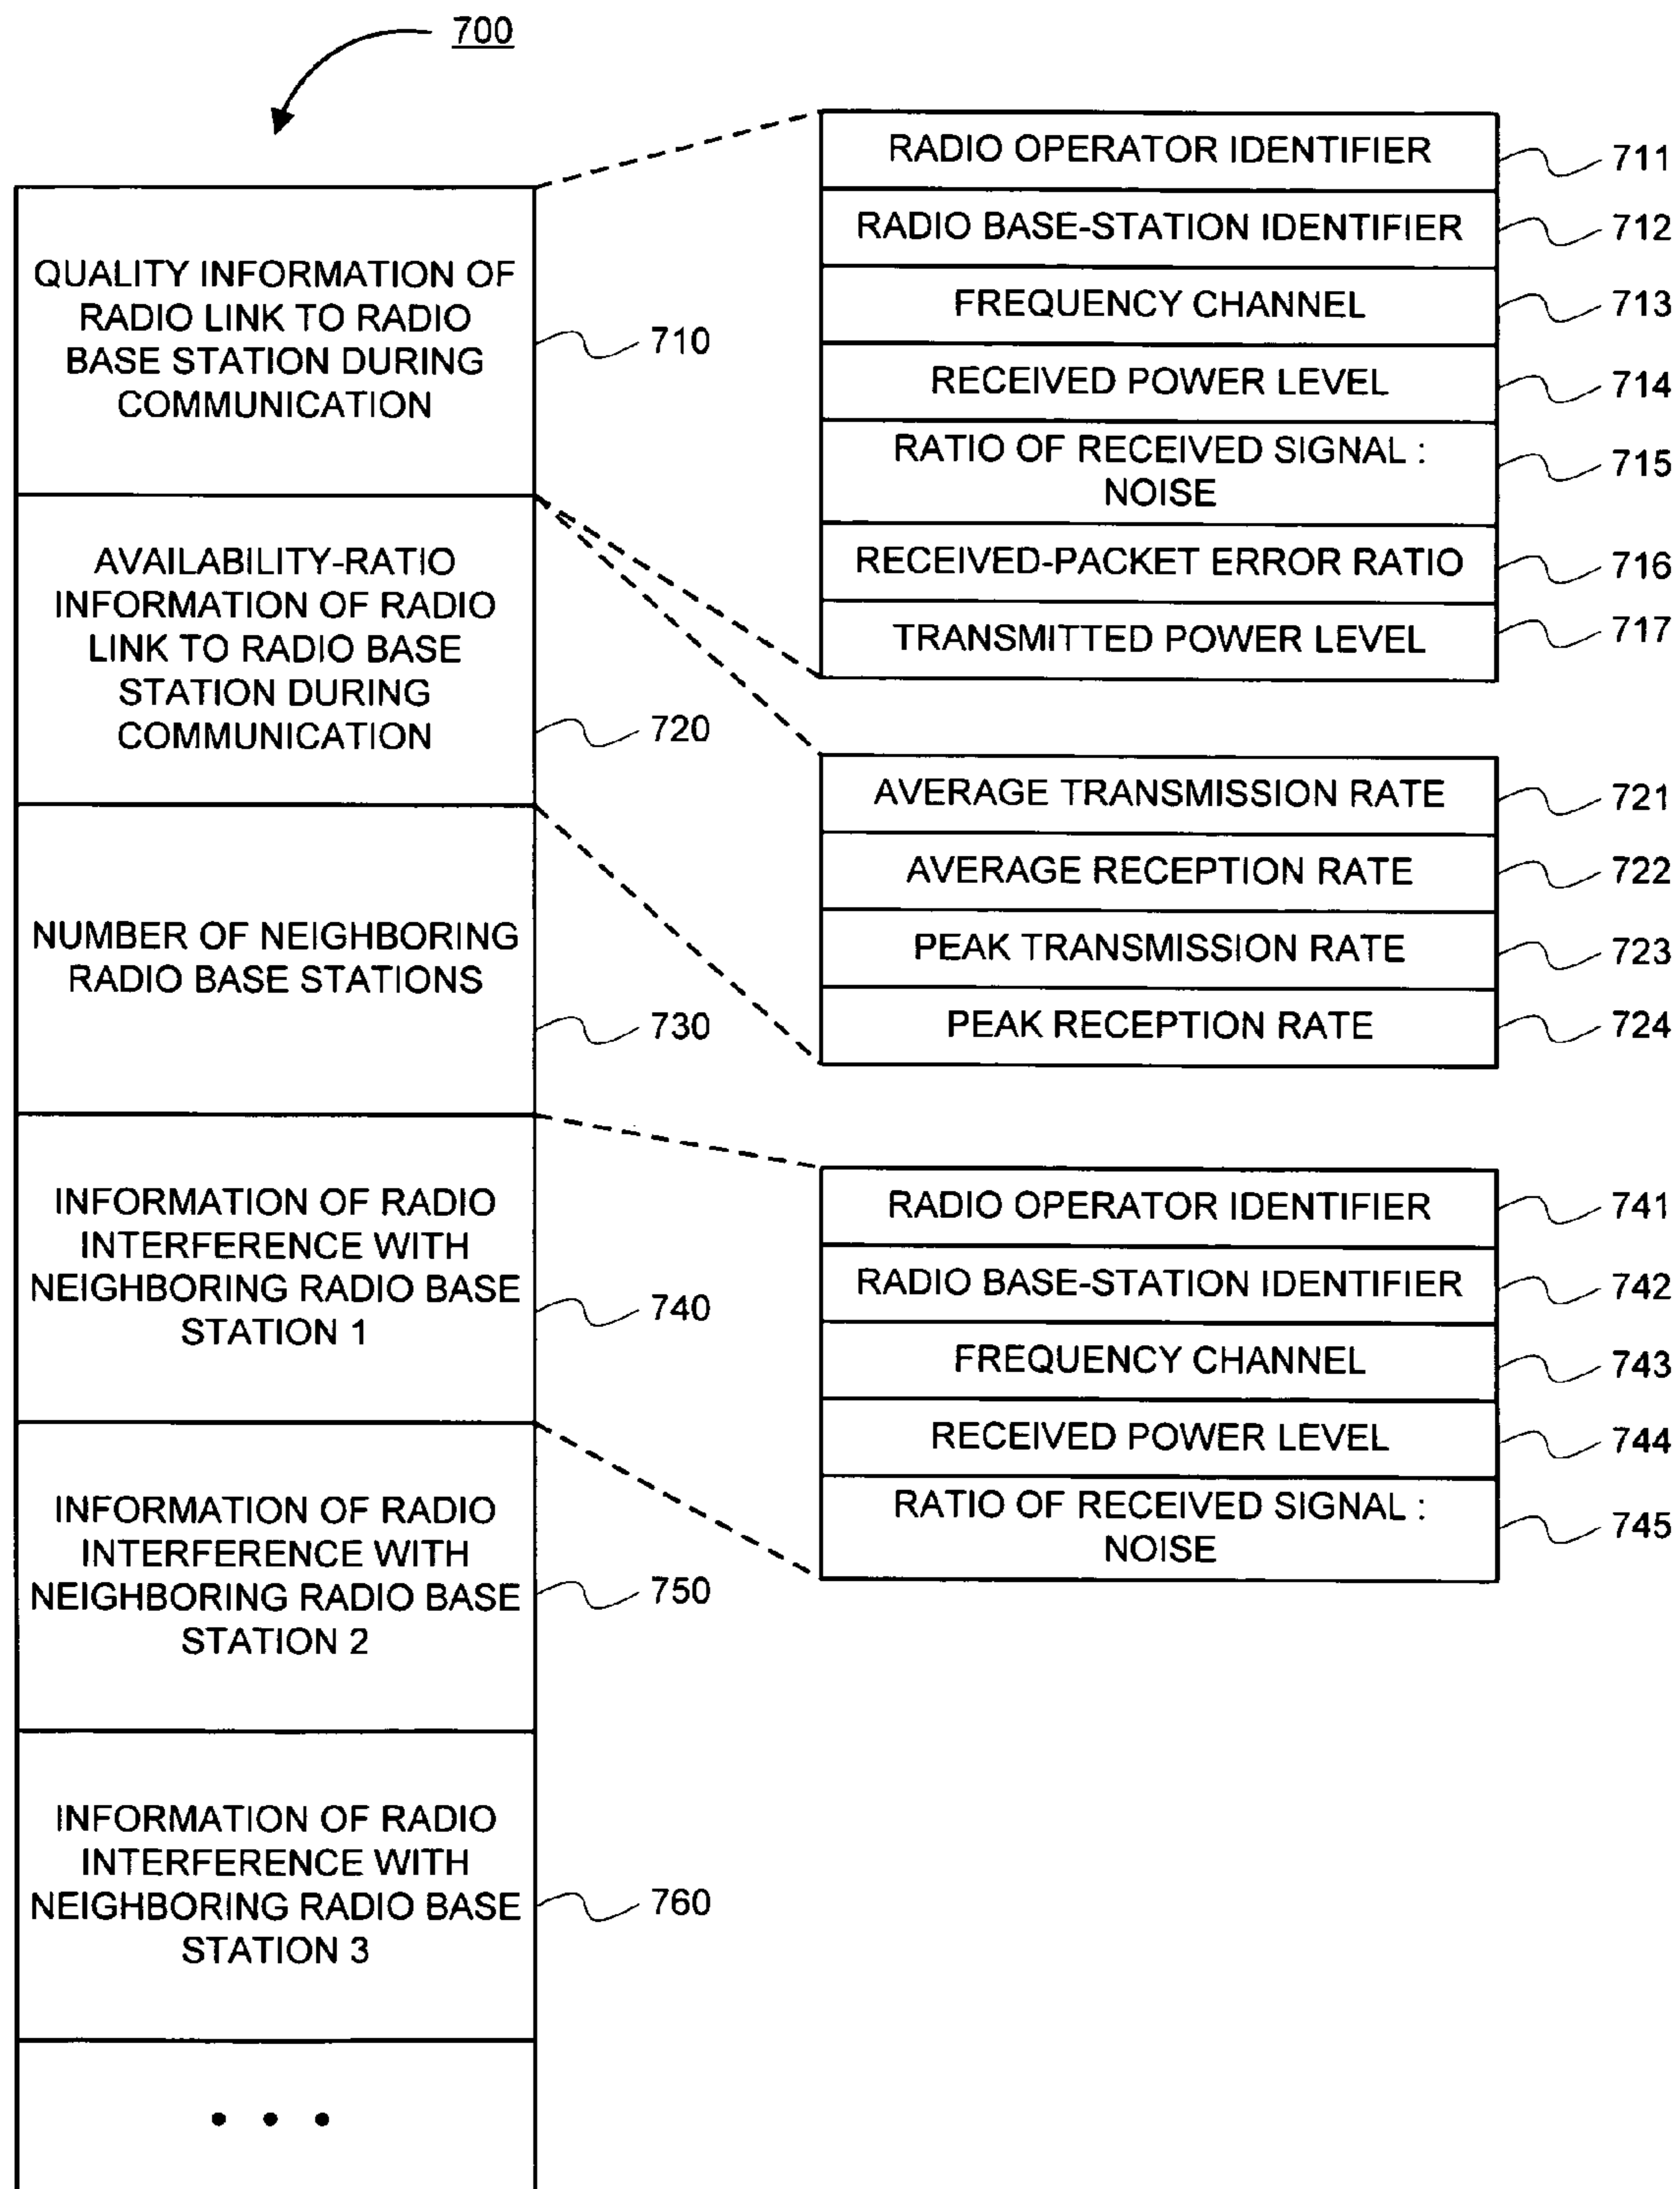 700
QUALITY INFORMATION OF
RADIO LINK TO RADIO
BASE STATION DURING
COMMUNICATION
710
AVAILABILITY-RATIO
INFORMATION OF RADIO
LINK TO RADIO BASE
STATION DURING
COMMUNICATION
720
NUMBER OF NEIGHBORING
RADIO BASE STATIONS
730
INFORMATION OF RADIO
INTERFERENCE WITH
NEIGHBORING RADIO BASE
STATION 1
740
INFORMATION OF RADIO
INTERFERENCE WITH
NEIGHBORING RADIO BASE
STATION 2
750
INFORMATION OF RADIO
INTERFERENCE WITH
NEIGHBORING RADIO BASE
STATION 3
760
• • •
RADIO OPERATOR IDENTIFIER 711
RADIO BASE-STATION IDENTIFIER 712
FREQUENCY CHANNEL 713
RECEIVED POWER LEVEL 714
RATIO OF RECEIVED SIGNAL : 715
NOISE
RECEIVED-PACKET ERROR RATIO 716
TRANSMITTED POWER LEVEL 717
AVERAGE TRANSMISSION RATE 721
AVERAGE RECEPTION RATE 722
PEAK TRANSMISSION RATE 723
PEAK RECEPTION RATE 724
RADIO OPERATOR IDENTIFIER 741
RADIO BASE-STATION IDENTIFIER 742
FREQUENCY CHANNEL 743
RECEIVED POWER LEVEL 744
RATIO OF RECEIVED SIGNAL : 745
NOISE